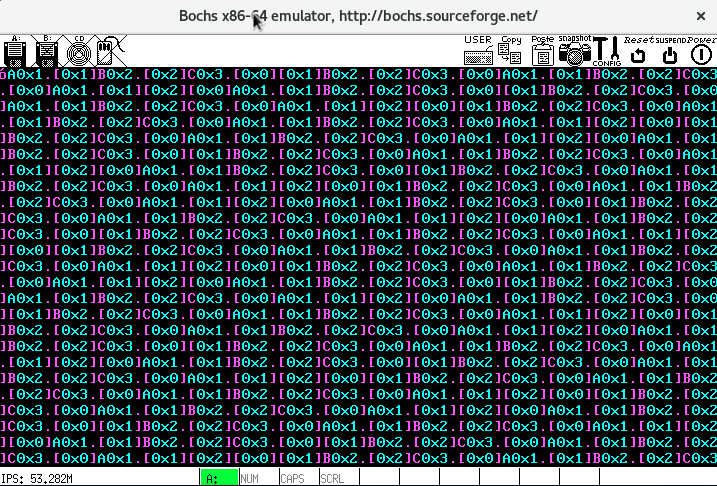 Bochs x86-64 emulator, http://bochs.sourceforge.net/
A: B: CD USER Copy Paste snapshot CONFIG Reset SUSPEND Power
A0x1.[0x1]B0x2.[0x2]C0x3.[0x0][0x1]B0x2.[0x2]C0x3.[0x0]A0x1.[0x1]B0x2.[0x2]C0x3
.[0x0]A0x1.[0x1][0x2][0x0]A0x1.[0x1]B0x2.[0x2]C0x3.[0x0][0x1]B0x2.[0x2]C0x3.[0x0
]A0x1.[0x1]B0x2.[0x2]C0x3.[0x0]A0x1.[0x1][0x2][0x0][0x1]B0x2.[0x2]C0x3.[0x0]A0x1
.[0x1]B0x2.[0x2]C0x3.[0x0]A0x1.[0x1]B0x2.[0x2]C0x3.[0x0]A0x1.[0x1][0x2][0x0]A0x1.[0x1
]B0x2.[0x2]C0x3.[0x0]A0x1.[0x1]B0x2.[0x2]C0x3.[0x0]A0x1.[0x1][0x2][0x0]A0x1.[0x1
]B0x2.[0x2]C0x3.[0x0][0x1]B0x2.[0x2]C0x3.[0x0]A0x1.[0x1]B0x2.[0x2]C0x3.[0x0]A0x1
.[0x1][0x2][0x0]A0x1.[0x1]B0x2.[0x2]C0x3.[0x0][0x1]B0x2.[0x2]C0x3.[0x0]A0x1.[0x1
]B0x2.[0x2]C0x3.[0x0]A0x1.[0x1][0x2][0x0][0x1]B0x2.[0x2]C0x3.[0x0]A0x1.[0x1]B0x2
.[0x2]C0x3.[0x0]A0x1.[0x1][0x2][0x0]A0x1.[0x1]B0x2.[0x2]C0x3.[0x0]A0x1.[0x1][0x2
]C0x3.[0x0]A0x1.[0x1]B0x2.[0x2]C0x3.[0x0]A0x1.[0x1][0x2][0x0]A0x1.[0x1]B0x2.[0x2
]C0x3.[0x0][0x1]B0x2.[0x2]C0x3.[0x0]A0x1.[0x1]B0x2.[0x2]C0x3.[0x0]A0x1.[0x1][0x2
][0x0][0x1]B0x2.[0x2]C0x3.[0x0]A0x1.[0x1]B0x2.[0x2]C0x3.[0x0]A0x1.[0x1]B0x2.[0x2
]C0x3.[0x0]A0x1.[0x1][0x2][0x0][0x1]B0x2.[0x2]C0x3.[0x0]A0x1.[0x1]B0x2.[0x2]C0x3
.[0x0]A0x1.[0x1][0x2][0x0]A0x1.[0x1]B0x2.[0x2]C0x3.[0x0]A0x1.[0x1][0x2][0x0
]A0x1.[0x1]B0x2.[0x2]C0x3.[0x0]A0x1.[0x1][0x2][0x0]A0x1.[0x1]B0x2.[0x2]C0x3.[0x0
][0x1]B0x2.[0x2]C0x3.[0x0]A0x1.[0x1]B0x2.[0x2]C0x3.[0x0]A0x1.[0x1][0x2][0x0]A0x1
]B0x2.[0x2]C0x3.[0x0]A0x1.[0x1]B0x2.[0x2]C0x3.[0x0]A0x1.[0x1][0x2][0x0]A0x1.[0x1
]B0x2.[0x2]C0x3.[0x0][0x1]B0x2.[0x2]C0x3.[0x0]A0x1.[0x1]B0x2.[0x2]C0x3.[0x0]A0x1
.[0x1][0x2][0x0]A0x1.[0x1]B0x2.[0x2]C0x3.[0x0][0x1]B0x2.[0x2]C0x3.[0x0]A0x1.[0x1
]B0x2.[0x2]C0x3.[0x0]A0x1.[0x1][0x2][0x0][0x1]B0x2.[0x2]C0x3.[0x0]A0x1.[0x1]B0x2
.[0x2]C0x3.[0x0]A0x1.[0x1][0x2][0x0]A0x1.[0x1]B0x2.[0x2]C0x3.[0x0]A0x1.[0x1][0x2
]C0x3.[0x0]A0x1.[0x1]B0x2.[0x2]C0x3.[0x0]A0x1.[0x1][0x2][0x0]A0x1.[0x1]B0x2.[0x2
]C0x3.[0x0][0x1]B0x2.[0x2]C0x3.[0x0]A0x1.[0x1]B0x2.[0x2]C0x3.[0x0]A0x1.[0x1][0x2
][0x0]A0x1.[0x1]B0x2.[0x2]C0x3.[0x0][0x1]B0x2.[0x2]C0x3.[0x0]A0x1.[0x1]B0x2.[0x2
]C0x3.[0x0]A0x1.[0x1][0x2][0x0][0x1]B0x2.[0x2]C0x3.[0x0]A0x1.[0x1]B0x2.[0x2]C0x3
IPS: 53.282M A: NUM CAPS SCRL